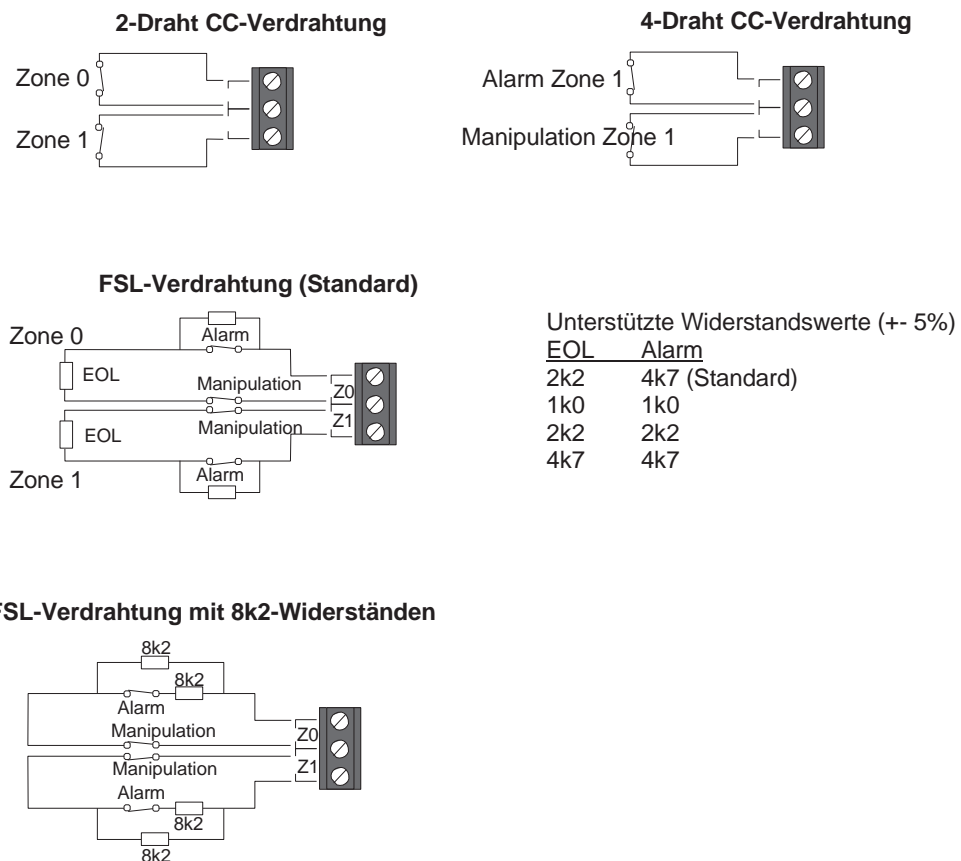 2-Draht CC-Verdrahtung
4-Draht CC-Verdrahtung
Zone 0
Zone 1
Alarm Zone 1
Manipulation Zone 1
FSL-Verdrahtung (Standard)
Zone 0
Alarm
EOL
Manipulation
Z0
Manipulation
Z1
EOL
Zone 1
Alarm
Unterstützte Widerstandswerte (+- 5%)
EOL Alarm
2k2 4k7 (Standard)
1k0 1k0
2k2 2k2
4k7 4k7
FSL-Verdrahtung mit 8k2-Widerständen
8k2
8k2
Alarm
Manipulation
Z0
Manipulation
Z1
Alarm
8k2
8k2